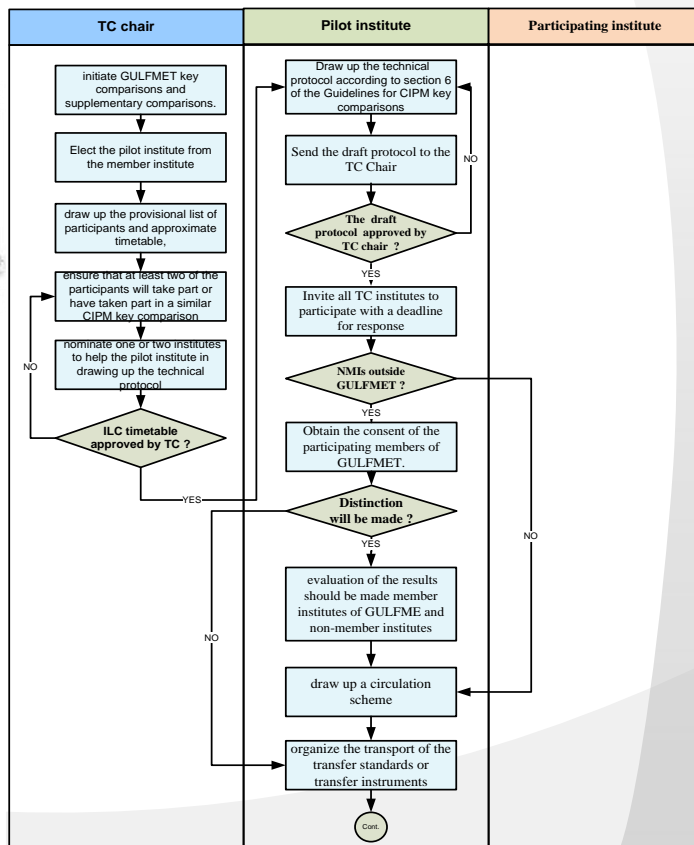 TC chair
Pilot institute
Participating institute
initiate GULFMET key
comparisons and
supplementary comparisons.
Elect the pilot institute from
the member institute
draw up the provisional list of
participants and approximate
timetable,
ensure that at least two of the
participants will take part or
have taken part in a similar
CIPM key comparison
nominate one or two institutes
to help the pilot institute in
drawing up the technical
protocol
NO
ILC timetable
approved by TC ?
YES
Draw up the technical
protocol according to section 6
of the Guidelines for CIPM key
comparisons
NO
Send the draft protocol to the
TC Chair
The draft
protocol approved by
TC chair ?
YES
Invite all TC institutes to
participate with a deadline
for response
NMIs outside
GULFMET ?
YES
Obtain the consent of the
participating members of
GULFMET.
Distinction
will be made ?
YES
NO
evaluation of the results
should be made member
institutes of GULFME and
non-member institutes
NO
draw up a circulation
scheme
organize the transport of the
transfer standards or
transfer instruments
Cont.